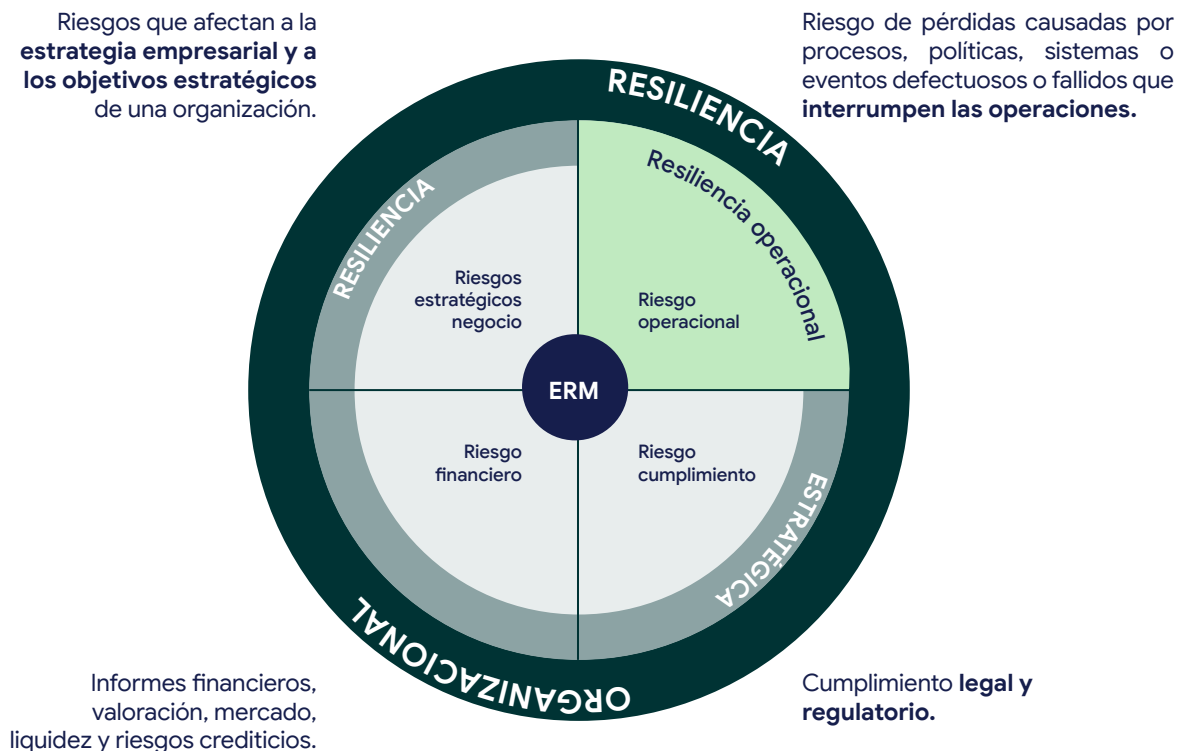 Riesgos que afectan a la
estrategia empresarial y a
los objetivos estratégicos
de una organización.
Riesgo de pérdidas causadas por
procesos, políticas, sistemas o
eventos defectuosos o fallidos que
interrumpen las operaciones.
RESILIENCIA
ORGANIZACIONAL
RESILIENCIA
ESTRATÉGICA
Resiliencia operacional
Riesgos
estratégicos
negocio
Riesgo
operacional
ERM
Riesgo
financiero
Riesgo
cumplimiento
Informes financieros,
valoración, mercado,
liquidez y riesgos crediticios.
Cumplimiento legal y
regulatorio.